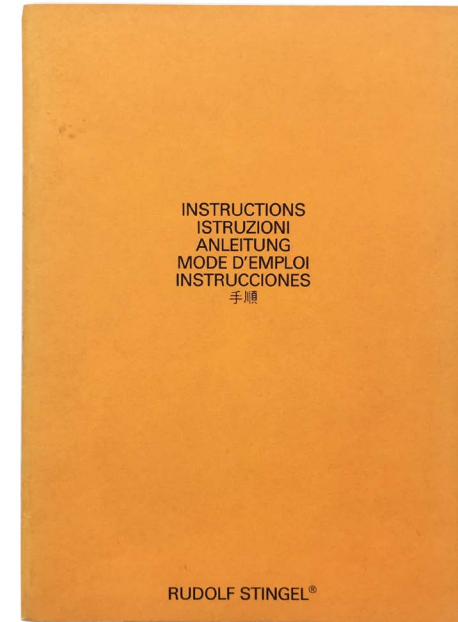 INSTRUCTIONS
ISTRUZIONI
ANLEITUNG
MODE D'EMPLOI
INSTRUCCIONES
手順
RUDOLF STINGEL®